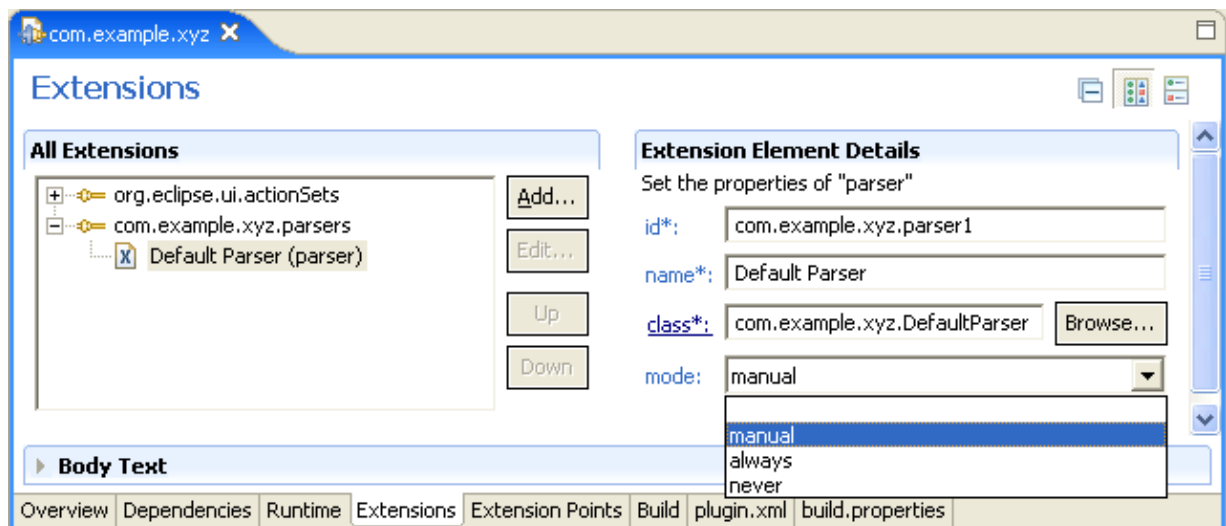 com.example.xyz
Extensions
All Extensions
org.eclipse.ui.actionSets
com.example.xyz.parsers
X Default Parser (parser)
Add...
Edit...
Up
Down
Extension Element Details
Set the properties of "parser"
id*: com.example.xyz.parser1
name*: Default Parser
class*: com.example.xyz.DefaultParser Browse...
mode: manual
manual
always
never
Body Text
Overview Dependencies Runtime Extensions Extension Points Build plugin.xml build.properties